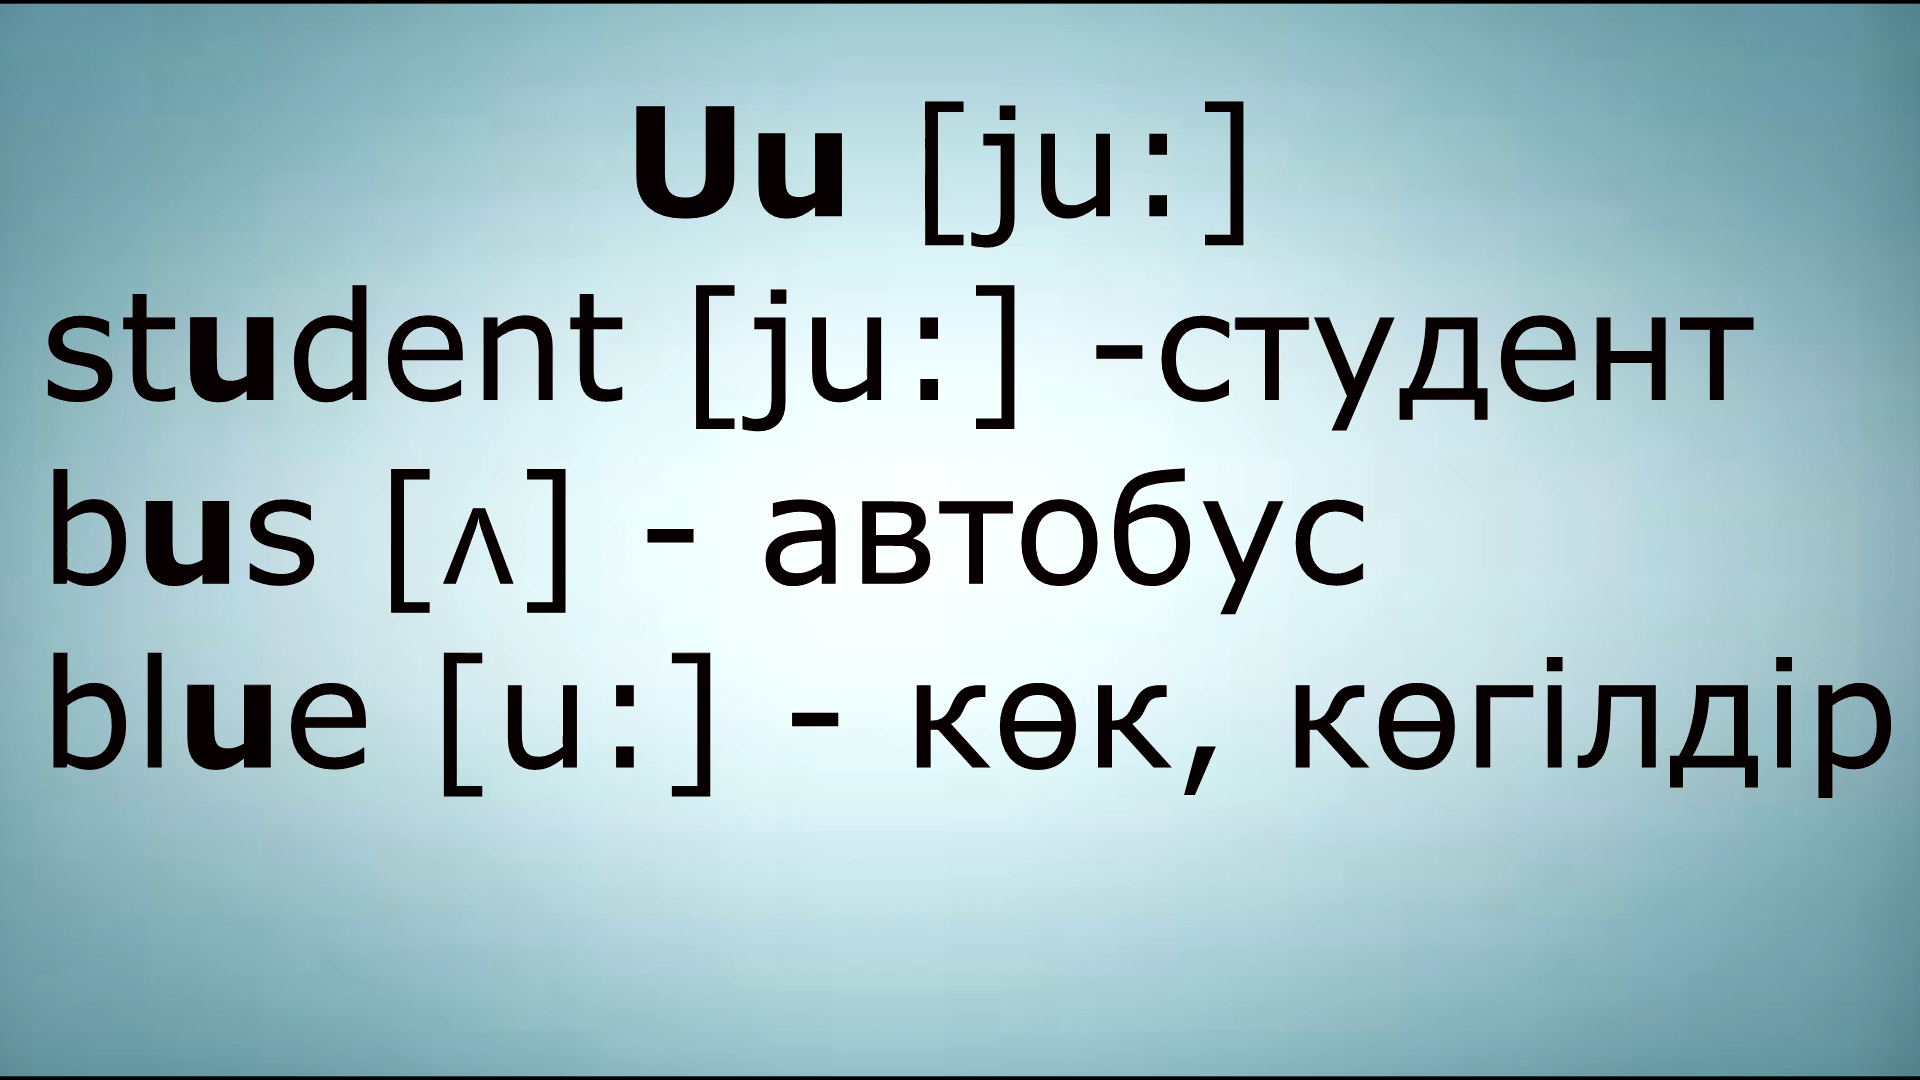 Uu [ju:]
student [ju:] -студент
bus [ʌ] - автобус
blue [u:] - көк, көгілдір